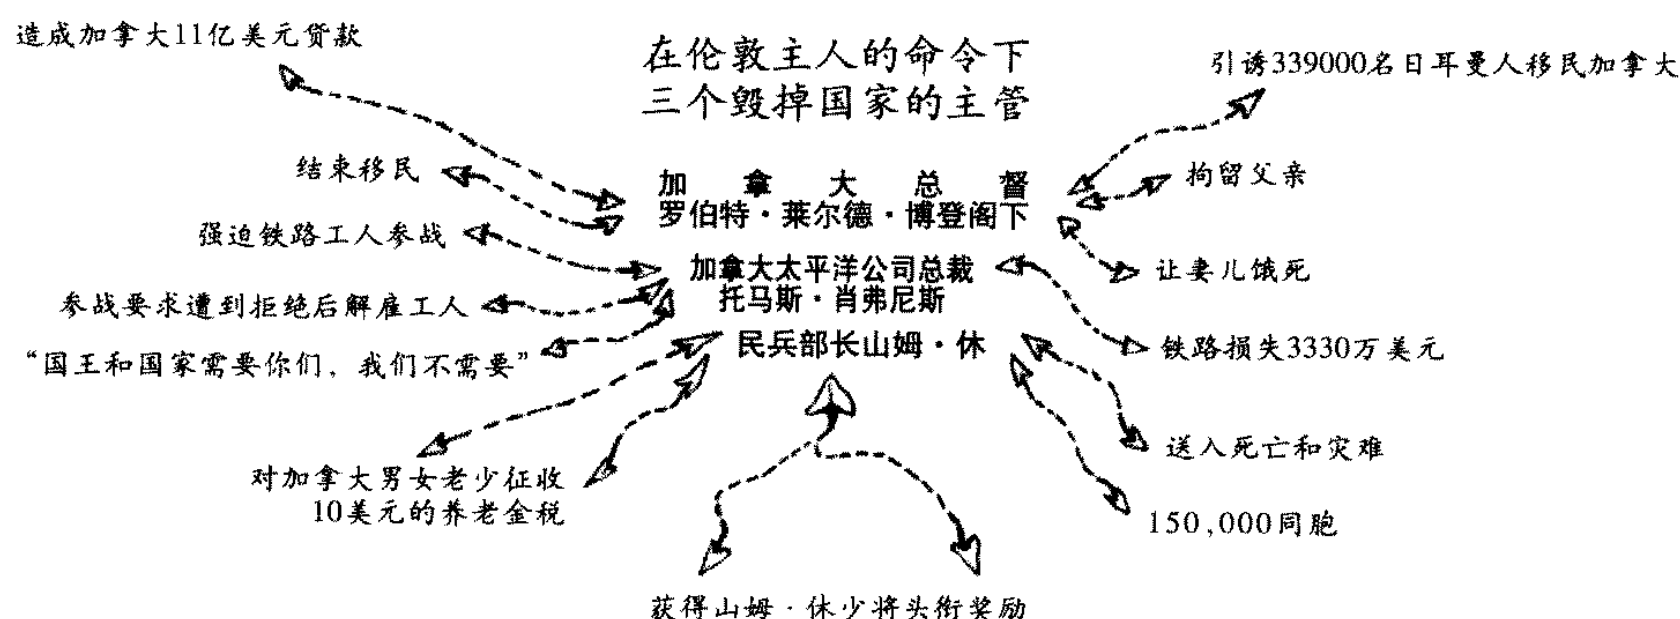 造成加拿大11亿美元贷款
在伦敦主人的命令下
三个毁掉国家的主管
引诱339000名日耳曼人移民加拿大
结束移民
加拿大总督
罗伯特·莱尔德·博登阁下
拘留父亲
强迫铁路工人参战
加拿大太平洋公司总裁
托马斯·肖弗尼斯
让妻儿饿死
参战要求遭到拒绝后解雇工人
“国王和国家需要你们，我们不需要”
民兵部长山姆·休
铁路损失3330万美元
对加拿大男女老少征收
10美元的养老金税
送入死亡和灾难
150,000同胞
获得山姆·休少将头衔奖励